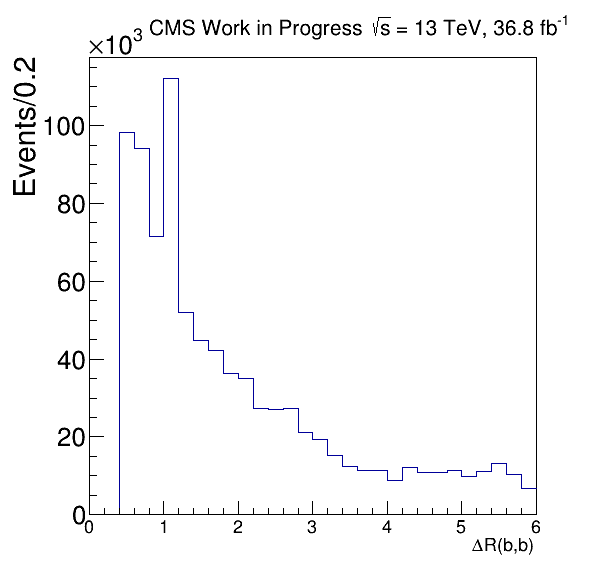 ×10³ CMS Work in Progress √s = 13 TeV, 36.8 fb⁻¹
Events/0.2
100
80
60
40
20
0
0 1 2 3 4 5 6
ΔR(b,b)